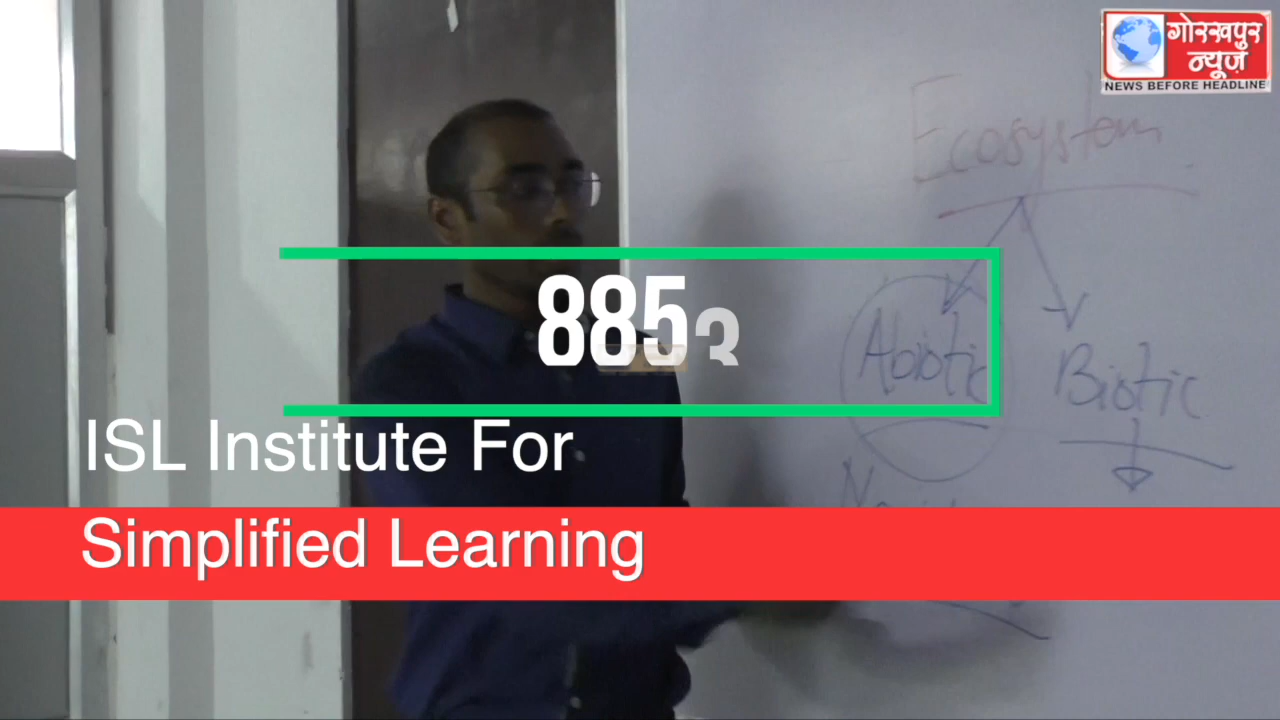 गोरखपुर
न्यूज़
NEWS BEFORE HEADLINE
Ecosystem
Abiotic
Biotic
885
ISL Institute For
Simplified Learning